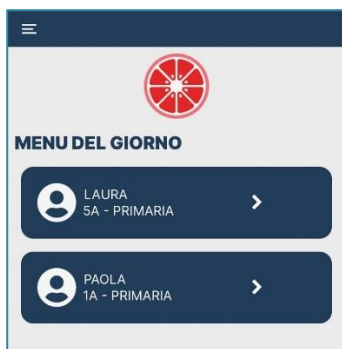 MENU DEL GIORNO
LAURA
5A - PRIMARIA
PAOLA
1A - PRIMARIA